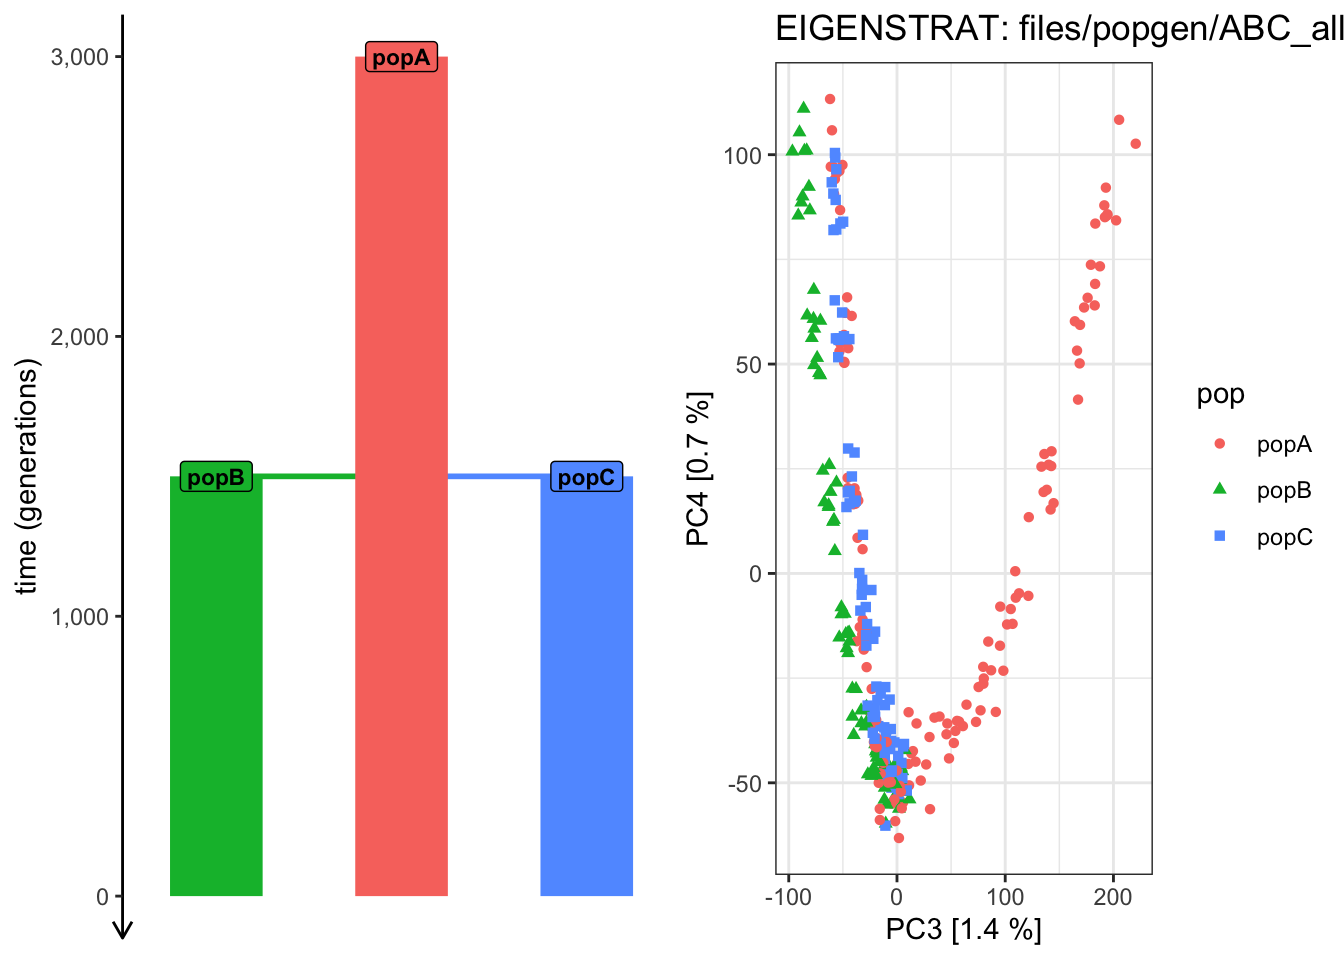 time (generations)
3,000
2,000
1,000
0
popA
popB
popC
EIGENSTRAT: files/popgen/ABC_all
PC4 [0.7 %]
100
50
0
-50
-100
0
100
200
PC3 [1.4 %]
pop
popA
popB
popC